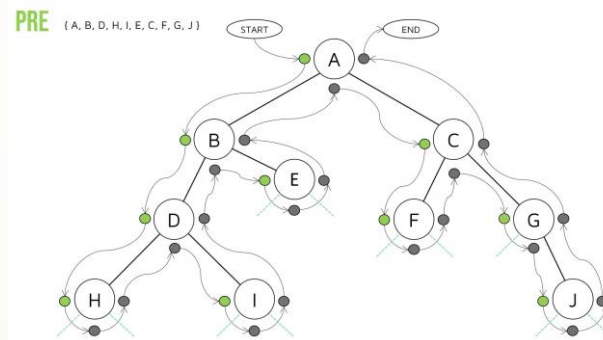 PRE { A, B, D, H, I, E, C, F, G, J }
START
END
A
B
C
E
D
F
G
H
I
J